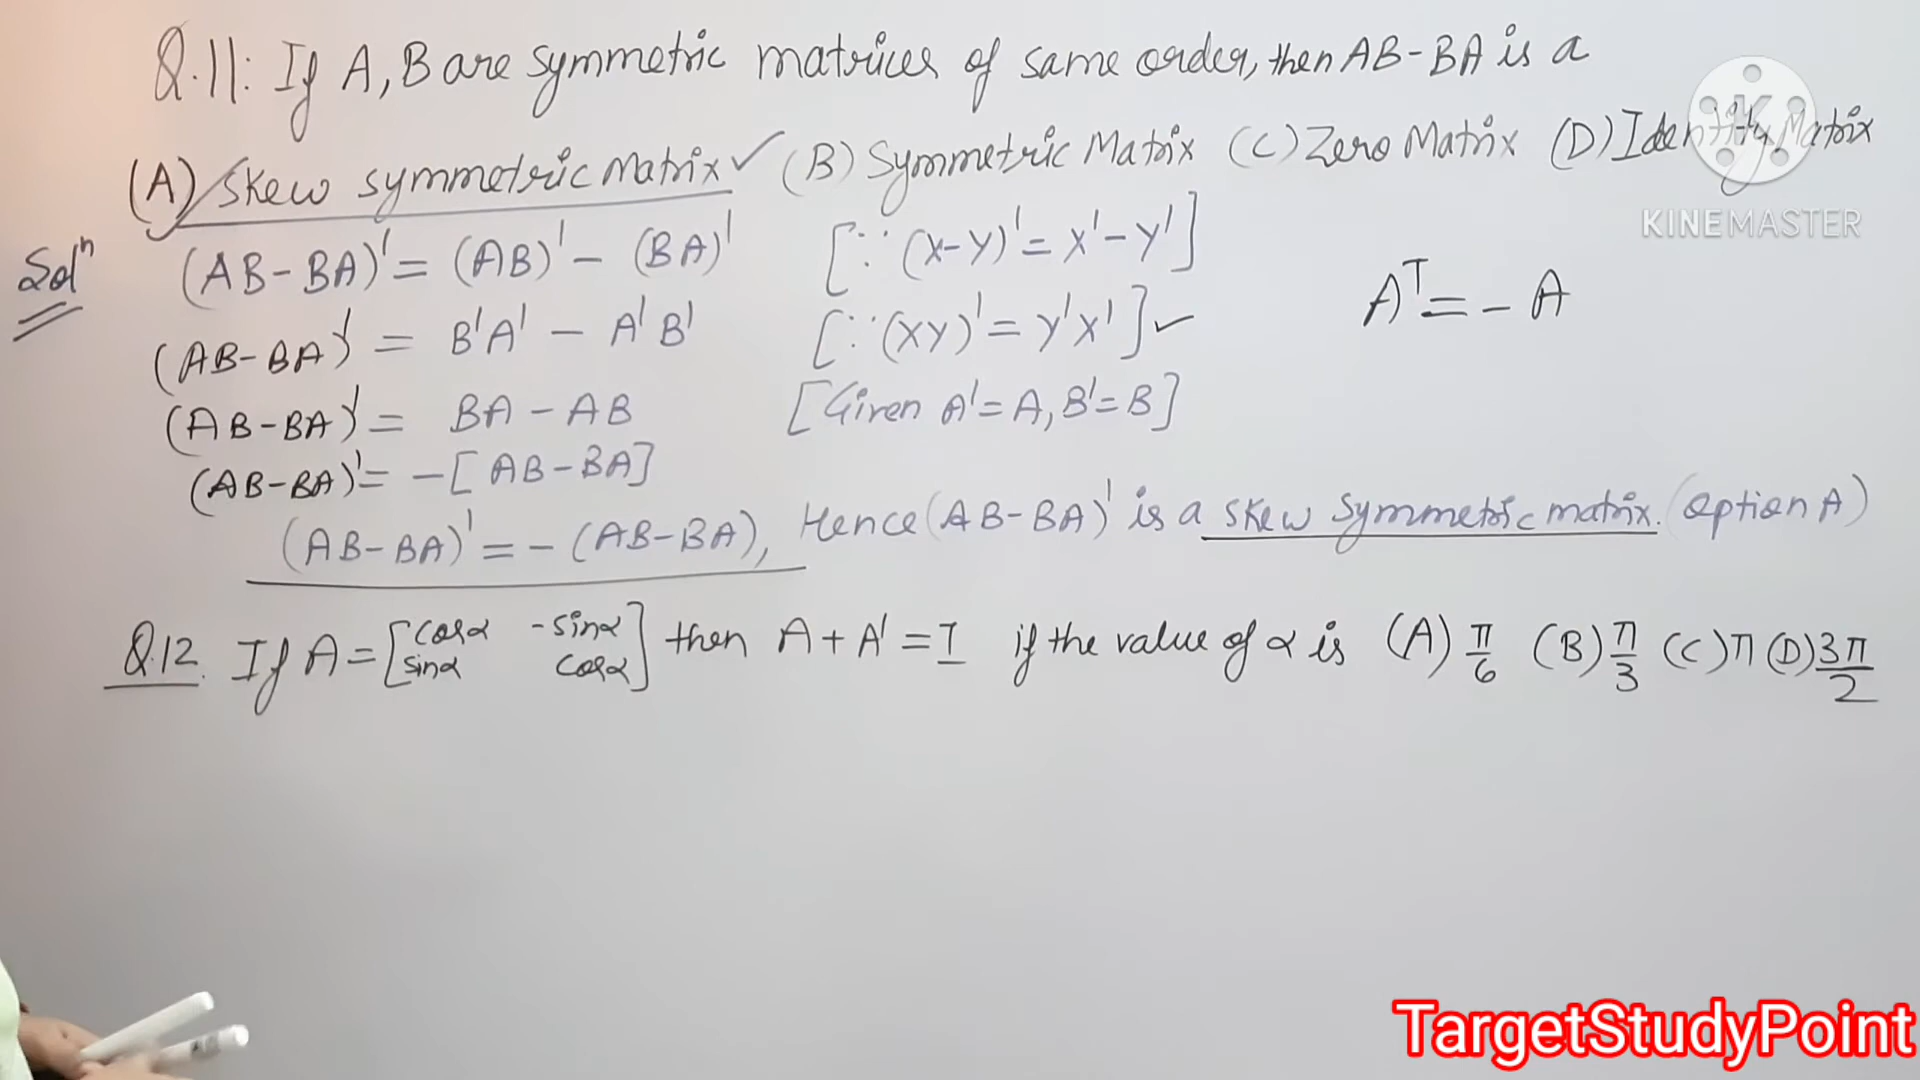 Q.11: If A, B are symmetric matrices of same order, then AB-BA is a
(A) Skew symmetric Matrix ✓ (B) Symmetric Matrix (C) Zero Matrix (D) Identity Matrix
KINEMASTER
Solⁿ (AB-BA)' = (AB)' - (BA)' [∵ (X-Y)' = X'-Y']
(AB-BA)' = B'A' - A'B' [∵ (XY)' = Y'X'] ✓
Aᵀ = -A
(AB-BA)' = BA - AB [Given A'=A, B'=B]
(AB-BA)' = -[AB-BA]
(AB-BA)' = -(AB-BA), Hence (AB-BA)' is a skew symmetric matrix. (option A)
Q.12. If A = [cosα -sinα sinα cosα] then A+A' = I if the value of α is (A) π/6 (B) π/3 (C) π (D) 3π/2
TargetStudyPoint